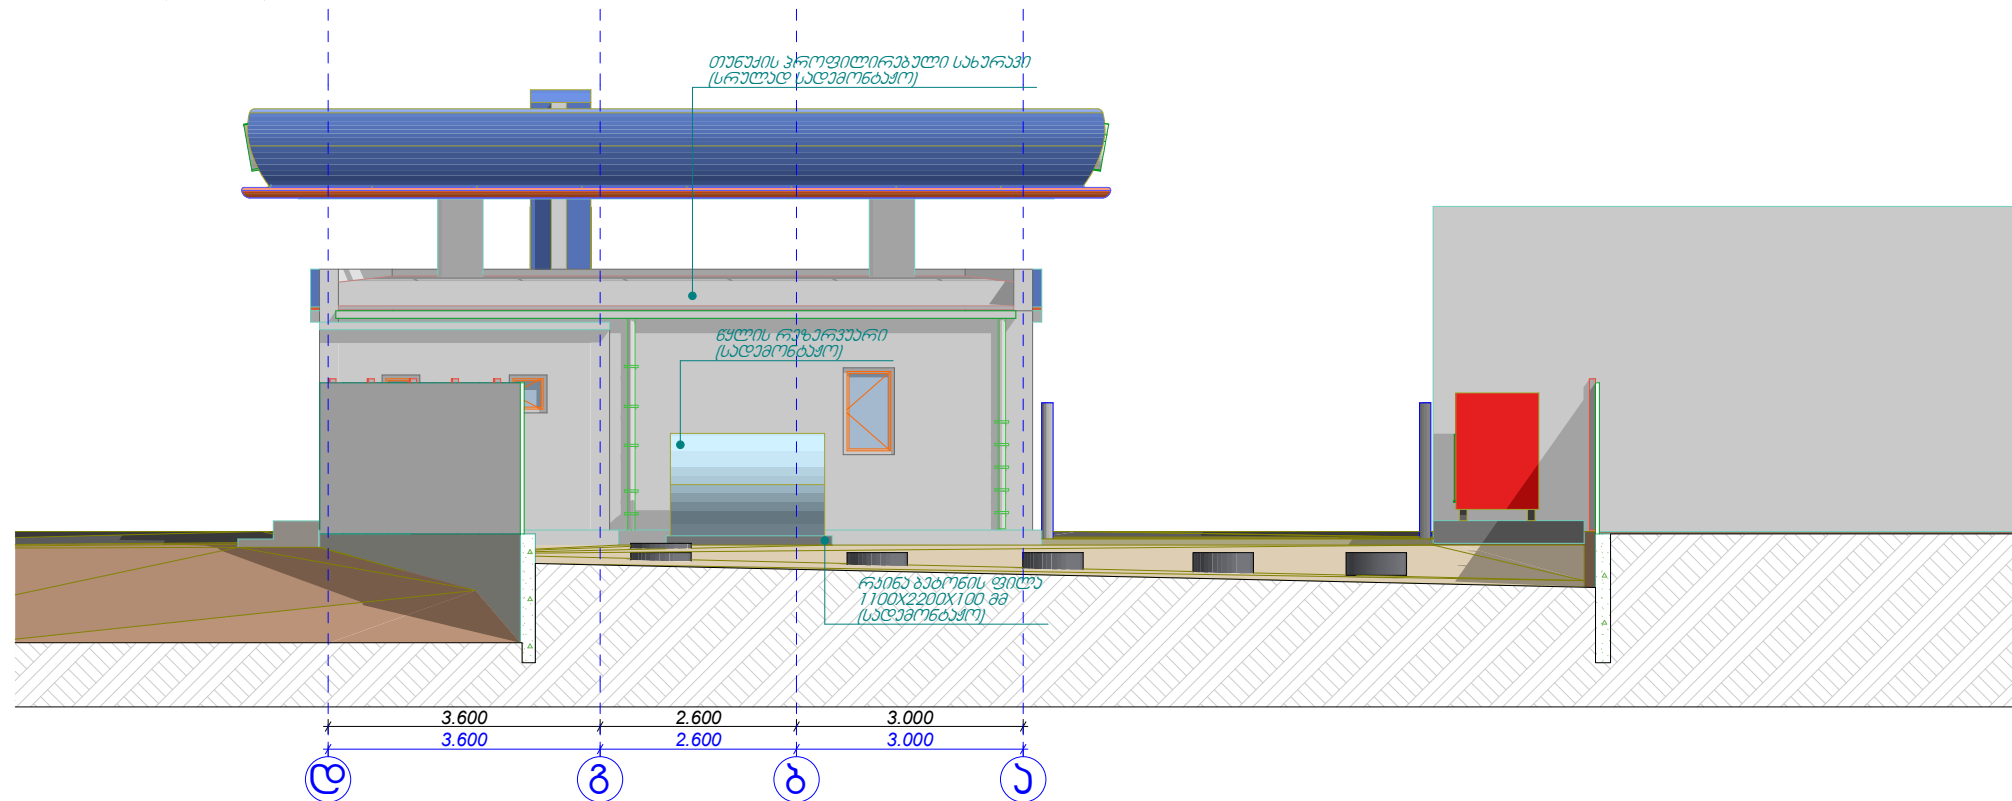 თუნუქის პროფილირებული სახურავი
(სრულად სადემონტაჟო)
წყლის რეზერვუარი
(სადემონტაჟო)
რკინა ბეტონის ფილა
1100X2200X100 მმ
(სადემონტაჟო)
3.600 2.600 3.000
3.600 2.600 3.000
დ გ ბ ა